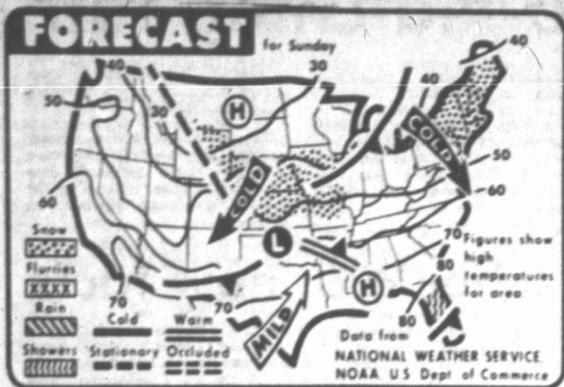 FORECAST
for Sunday
40
30
40
40
50
30
H
COLD
50
60
COLD
60
L
70
Figures show
high
temperatures
for area
80
H
Snow
Flurries
XXXX
Rain
70
70
Cold
Warm
MILD
80
Showers
Stationary
Occluded
Data from
NATIONAL WEATHER SERVICE,
NOAA, U.S. Dept of Commerce